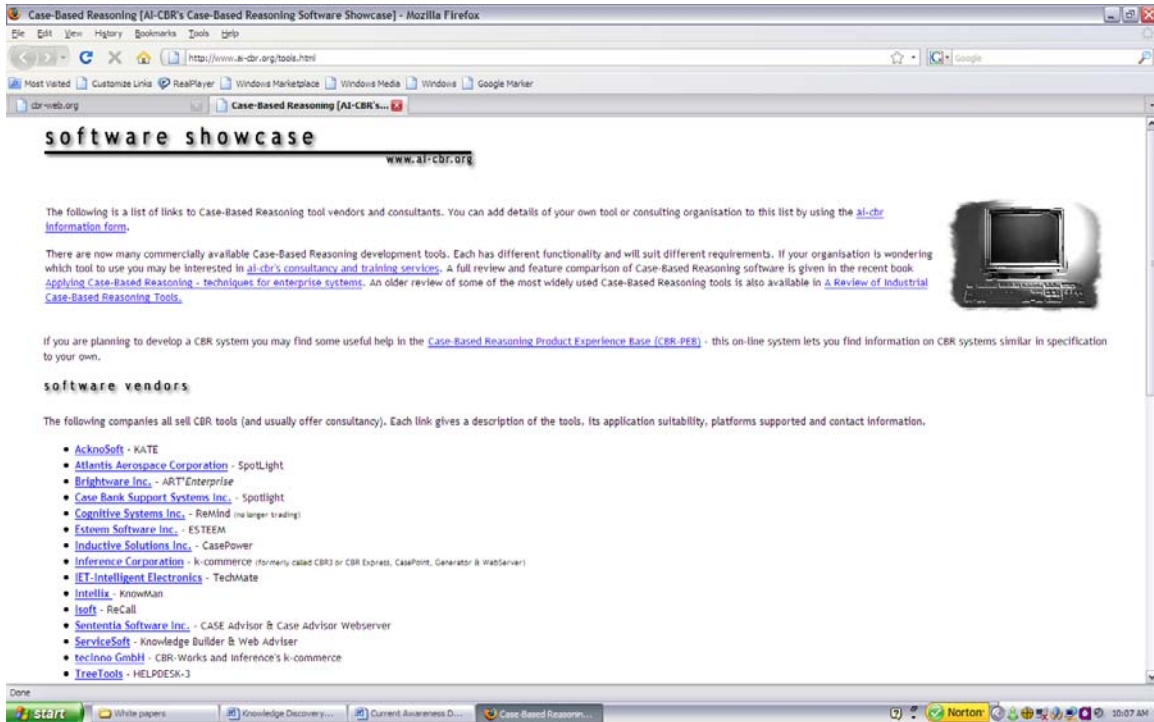 Case-Based Reasoning [AI-CBR's Case-Based Reasoning Software Showcase] - Mozilla Firefox
File Edit View History Bookmarks Tools Help
http://www.ai-cbr.org/tools.html
Google
Most Visited Customize Links RealPlayer Windows Marketplace Windows Media Windows Google Marker
cbr-web.org Case-Based Reasoning [AI-CBR's...
software showcase
www.ai-cbr.org
The following is a list of links to Case-Based Reasoning tool vendors and consultants. You can add details of your own tool or consulting organisation to this list by using the ai-cbr
information form.
There are now many commercially available Case-Based Reasoning development tools. Each has different functionality and will suit different requirements. If your organisation is wondering
which tool to use you may be interested in ai-cbr's consultancy and training services. A full review and feature comparison of Case-Based Reasoning software is given in the recent book
Applying Case-Based Reasoning - techniques for enterprise systems. An older review of some of the most widely used Case-Based Reasoning tools is also available in A Review of Industrial
Case-Based Reasoning Tools.
If you are planning to develop a CBR system you may find some useful help in the Case-Based Reasoning Product Experience Base (CBR-PEB) - this on-line system lets you find information on CBR systems similar in specification
to your own.
software vendors
The following companies all sell CBR tools (and usually offer consultancy). Each link gives a description of the tools, its application suitability, platforms supported and contact information.
• AcknoSoft - KATE
• Atlantis Aerospace Corporation - SpotLight
• Brightware Inc. - ART*Enterprise
• Case Bank Support Systems Inc. - Spotlight
• Cognitive Systems Inc. - ReMind (no longer trading)
• Esteem Software Inc. - ESTEEM
• Inductive Solutions Inc. - CasePower
• Inference Corporation - k-commerce (formerly called CBR3 or CBR Express, CasePoint, Generator & WebServer)
• IET-Intelligent Electronics - TechMate
• Intellix - KnowMan
• Isoft - ReCall
• Sententia Software Inc. - CASE Advisor & Case Advisor Webserver
• ServiceSoft - Knowledge Builder & Web Adviser
• tecInno GmbH - CBR-Works and Inference's k-commerce
• TreeTools - HELPDESK-3
Done
start White papers Knowledge Discovery... Current Awareness D... Case-Based Reasonin... Norton 10:07 AM